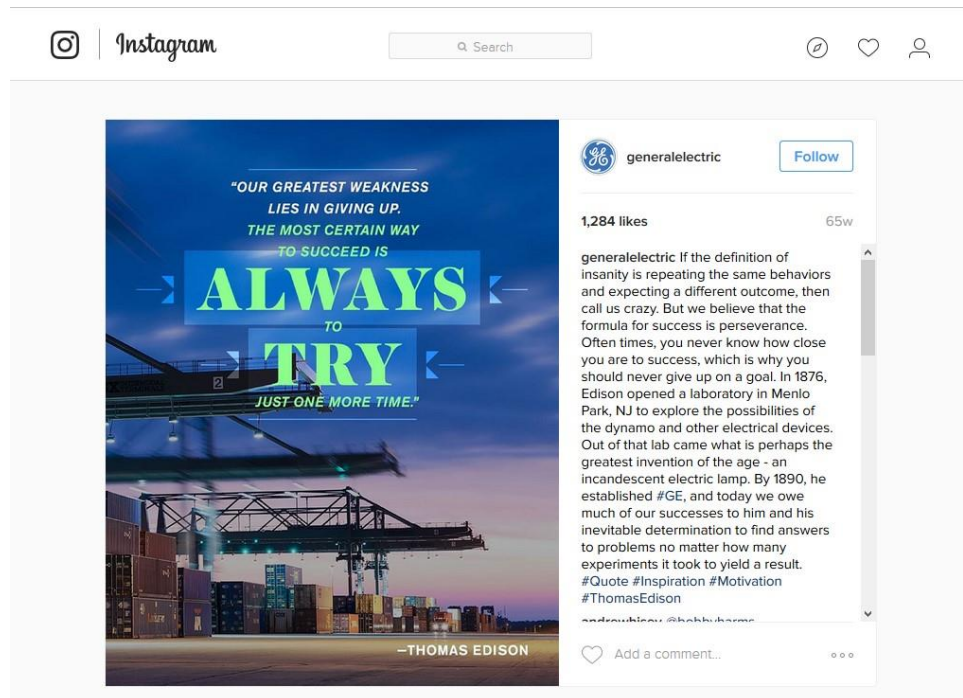 Instagram
Search
"OUR GREATEST WEAKNESS
LIES IN GIVING UP.
THE MOST CERTAIN WAY
TO SUCCEED IS
ALWAYS
TO
TRY
JUST ONE MORE TIME."
2
—THOMAS EDISON
generalelectric
Follow
1,284 likes
65w
generalelectric If the definition of
insanity is repeating the same behaviors
and expecting a different outcome, then
call us crazy. But we believe that the
formula for success is perseverance.
Often times, you never know how close
you are to success, which is why you
should never give up on a goal. In 1876,
Edison opened a laboratory in Menlo
Park, NJ to explore the possibilities of
the dynamo and other electrical devices.
Out of that lab came what is perhaps the
greatest invention of the age - an
incandescent electric lamp. By 1890, he
established #GE, and today we owe
much of our successes to him and his
inevitable determination to find answers
to problems no matter how many
experiments it took to yield a result.
#Quote #Inspiration #Motivation
#ThomasEdison
Add a comment...